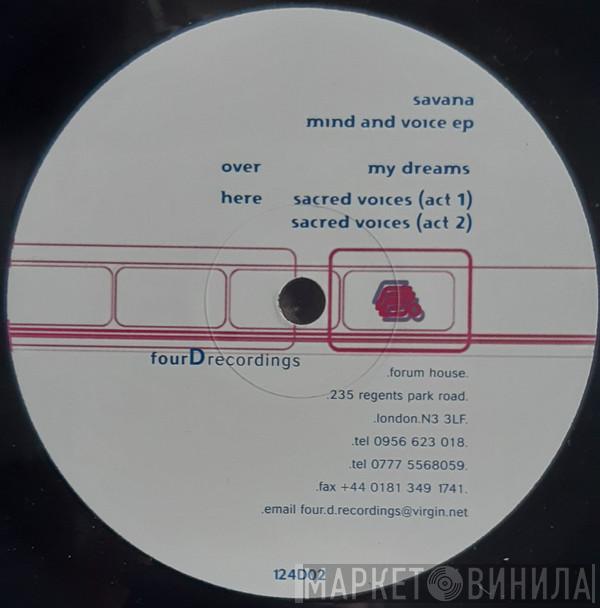 savana
mind and voice ep
over my dreams
here sacred voices (act 1)
sacred voices (act 2)
fourDrecordings
.forum house.
.235 regents park road.
.london.N3 3LF.
.tel 0956 623 018.
.tel 0777 5568059.
.fax +44 0181 349 1741.
.email four.d.recordings@virgin.net
124D02
МАРКЕТ ВИНИЛА